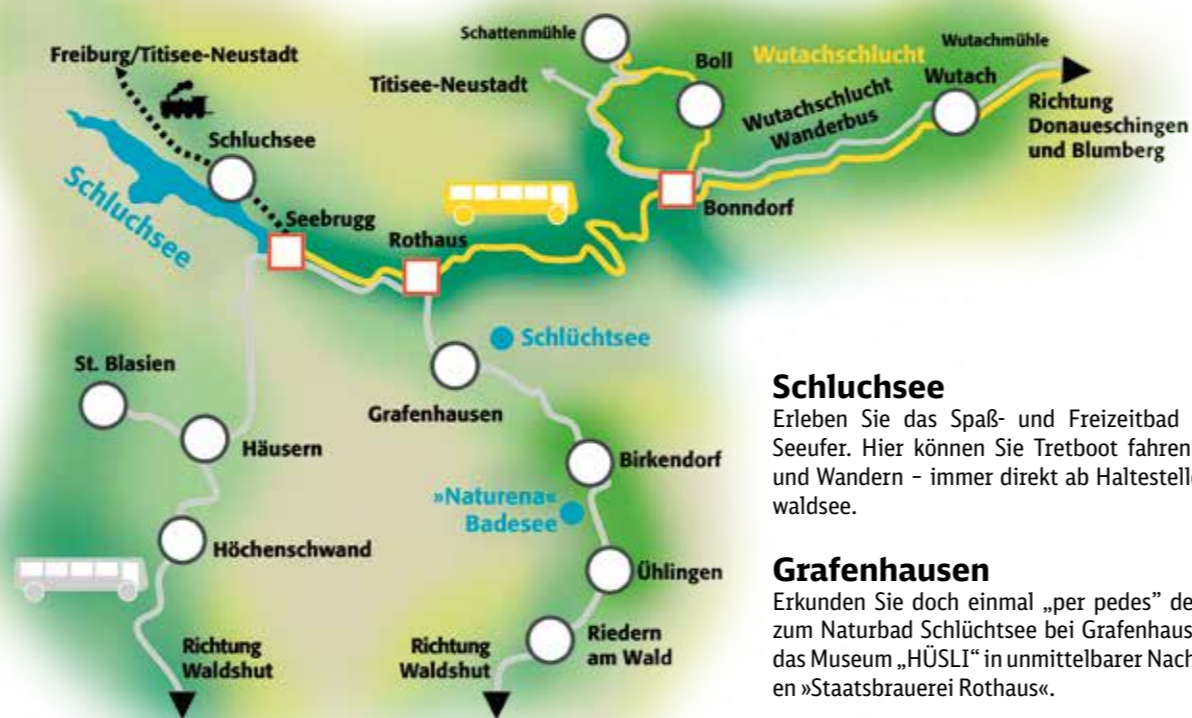 Freiburg/Titisee-Neustadt
Schattenmühle
Titisee-Neustadt
Boll
Wutachschlucht
Wutachmühle
Wutach
Wutachschlucht
Wanderbus
Richtung
Donaueschingen
und Blumberg
Schluchsee
Schluchsee
Seebrugg
Rothaus
Bonndorf
Schlüchtsee
St. Blasien
Grafenhausen
Häusern
Birkendorf
»Naturena«
Badesee
Höchenschwand
Ühlingen
Richtung
Waldshut
Richtung
Waldshut
Riedern
am Wald
Schluchsee
Erleben Sie das Spaß- und Freizeitbad
Seeufer. Hier können Sie Tretboot fahren
und Wandern – immer direkt ab Haltestelle
waldsee.
Grafenhausen
Erkunden Sie doch einmal „per pedes” de
zum Naturbad Schlüchtsee bei Grafenhaus
das Museum „HÜSLI“ in unmittelbarer Nach
en »Staatsbrauerei Rothaus«.